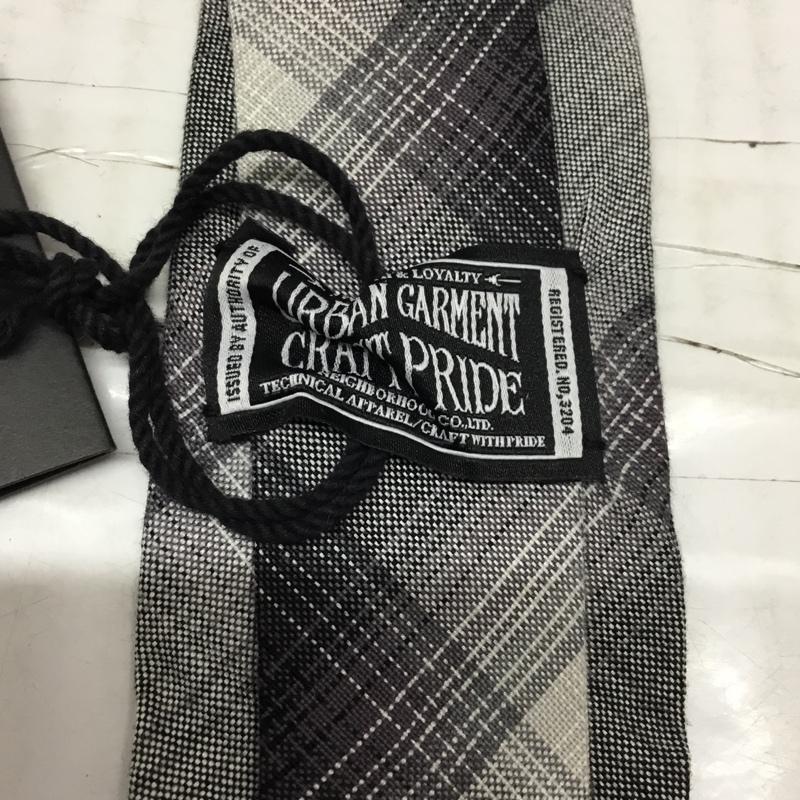 & LOYALTY
URBAN GARMENT
CRAFT PRIDE
NEIGHBORHOOD CO., LTD.
TECHNICAL APPAREL/CRAFT WITH PRIDE
ISSUED BY AUTHORITY OF
REGISTERED. NO, 3204